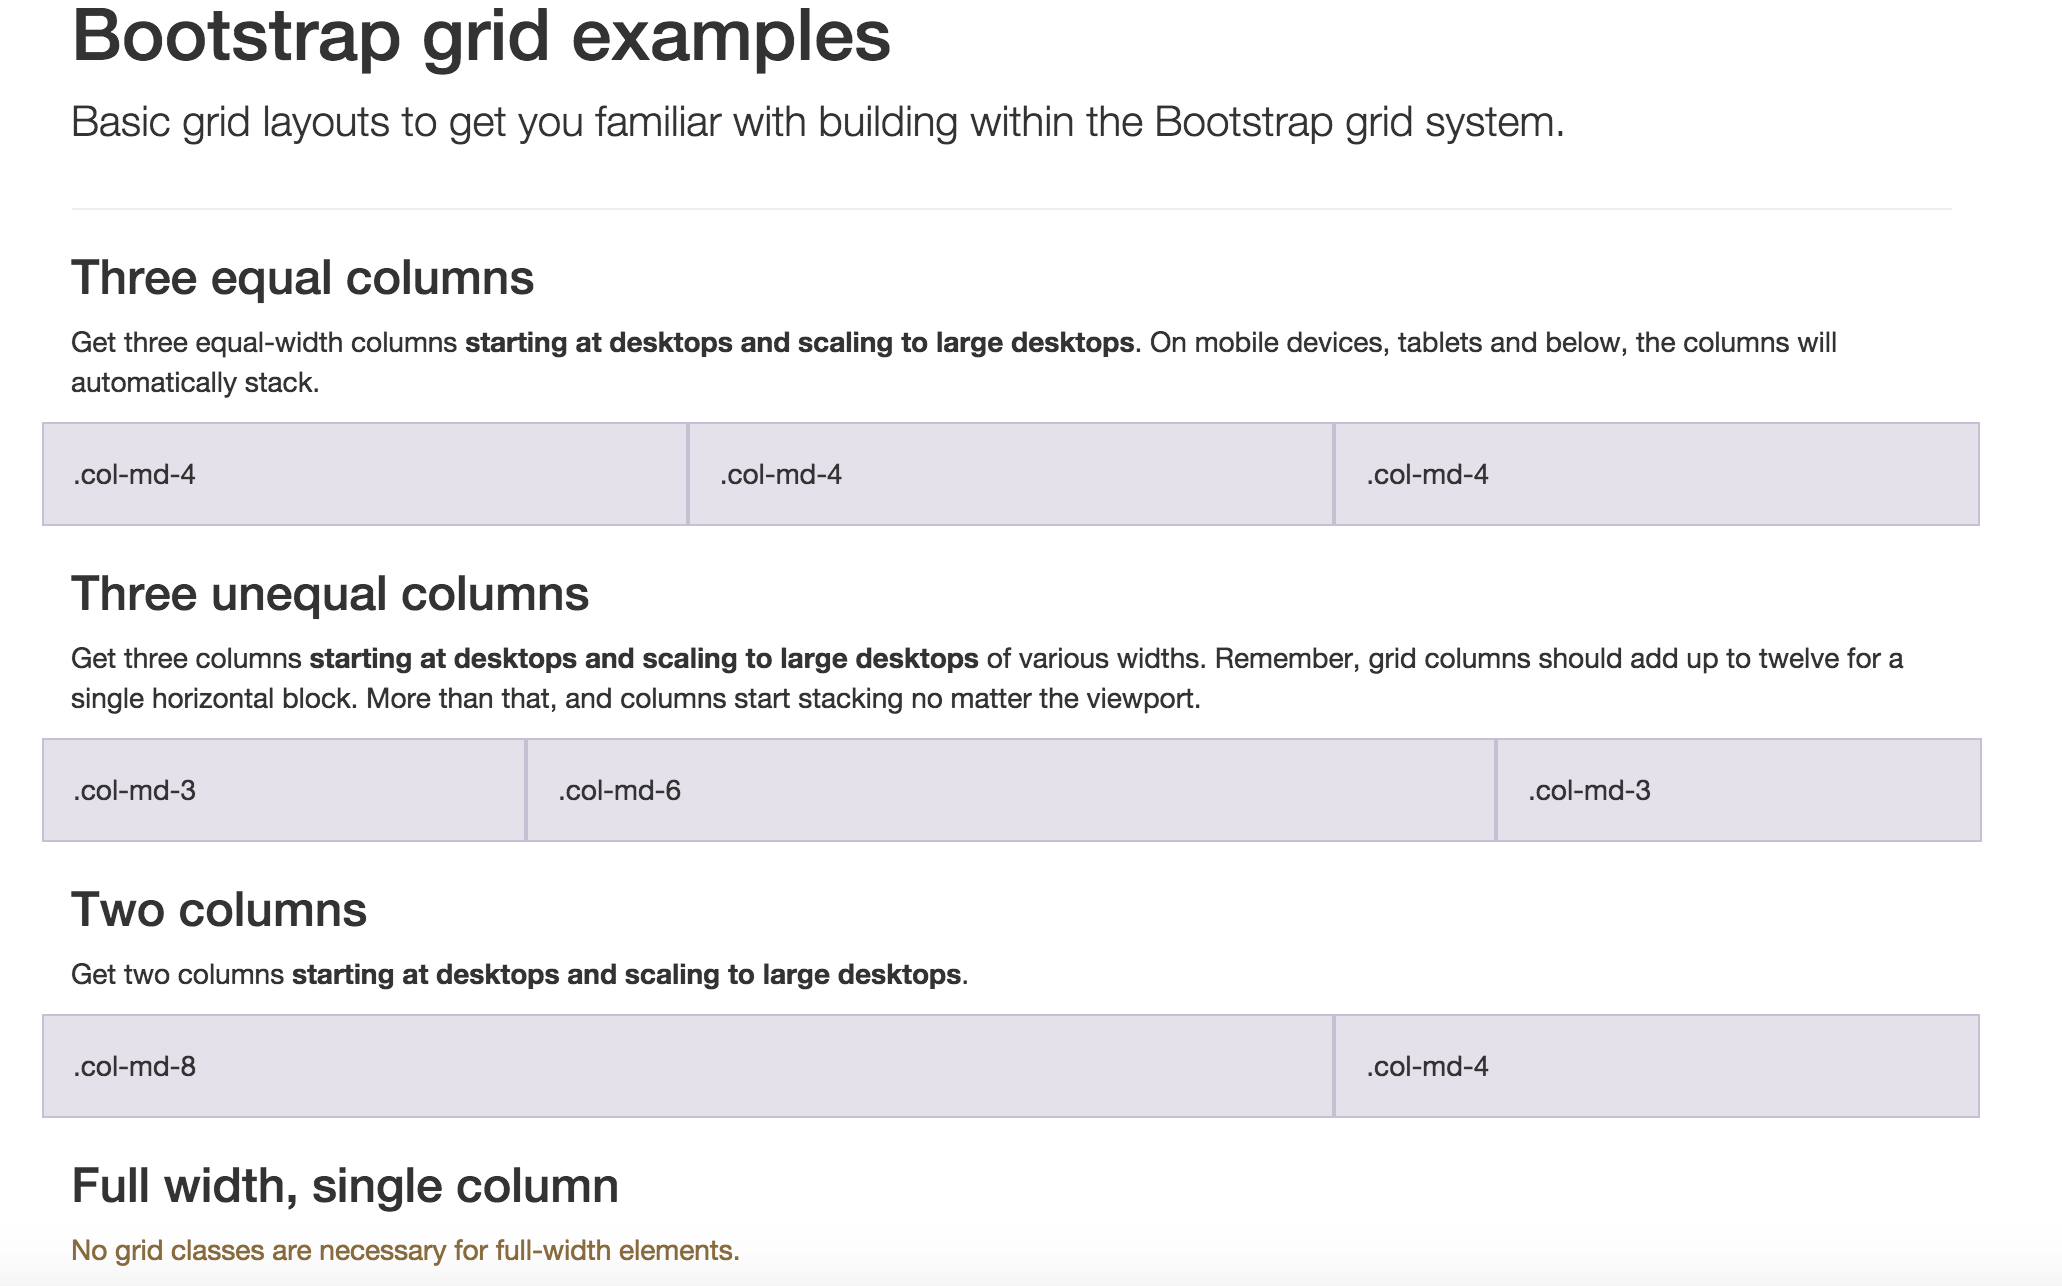 Bootstrap grid examples
Basic grid layouts to get you familiar with building within the Bootstrap grid system.
Three equal columns
Get three equal-width columns starting at desktops and scaling to large desktops. On mobile devices, tablets and below, the columns will
automatically stack.
.col-md-4 .col-md-4 .col-md-4
Three unequal columns
Get three columns starting at desktops and scaling to large desktops of various widths. Remember, grid columns should add up to twelve for a
single horizontal block. More than that, and columns start stacking no matter the viewport.
.col-md-3 .col-md-6 .col-md-3
Two columns
Get two columns starting at desktops and scaling to large desktops.
.col-md-8 .col-md-4
Full width, single column
No grid classes are necessary for full-width elements.